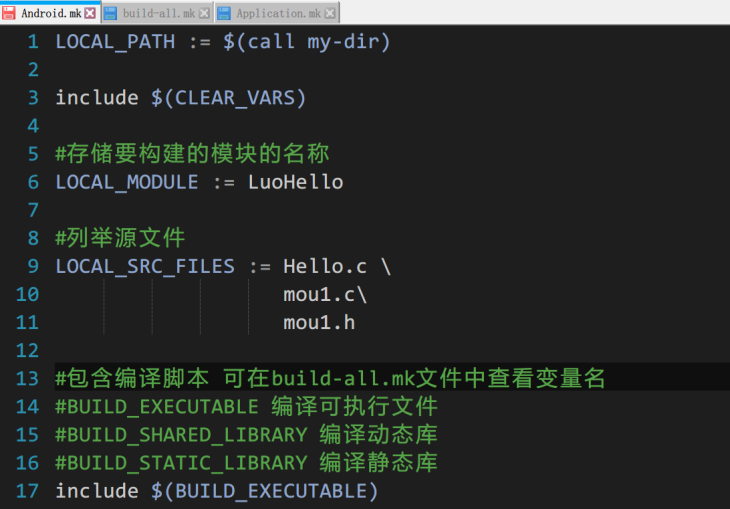 Android.mk build-all.mk Application.mk
1 LOCAL_PATH := $(call my-dir)
2
3 include $(CLEAR_VARS)
4
5 #存储要构建的模块的名称
6 LOCAL_MODULE := LuoHello
7
8 #列举源文件
9 LOCAL_SRC_FILES := Hello.c \
10 mou1.c\
11 mou1.h
12
13 #包含编译脚本 可在build-all.mk文件中查看变量名
14 #BUILD_EXECUTABLE 编译可执行文件
15 #BUILD_SHARED_LIBRARY 编译动态库
16 #BUILD_STATIC_LIBRARY 编译静态库
17 include $(BUILD_EXECUTABLE)